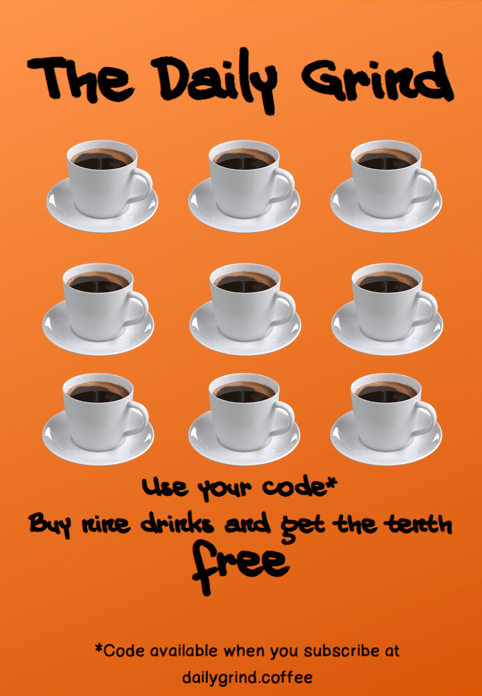 The Daily Grind
Use your code*
Buy nine drinks and get the tenth
free
*Code available when you subscribe at
dailygrind.coffee